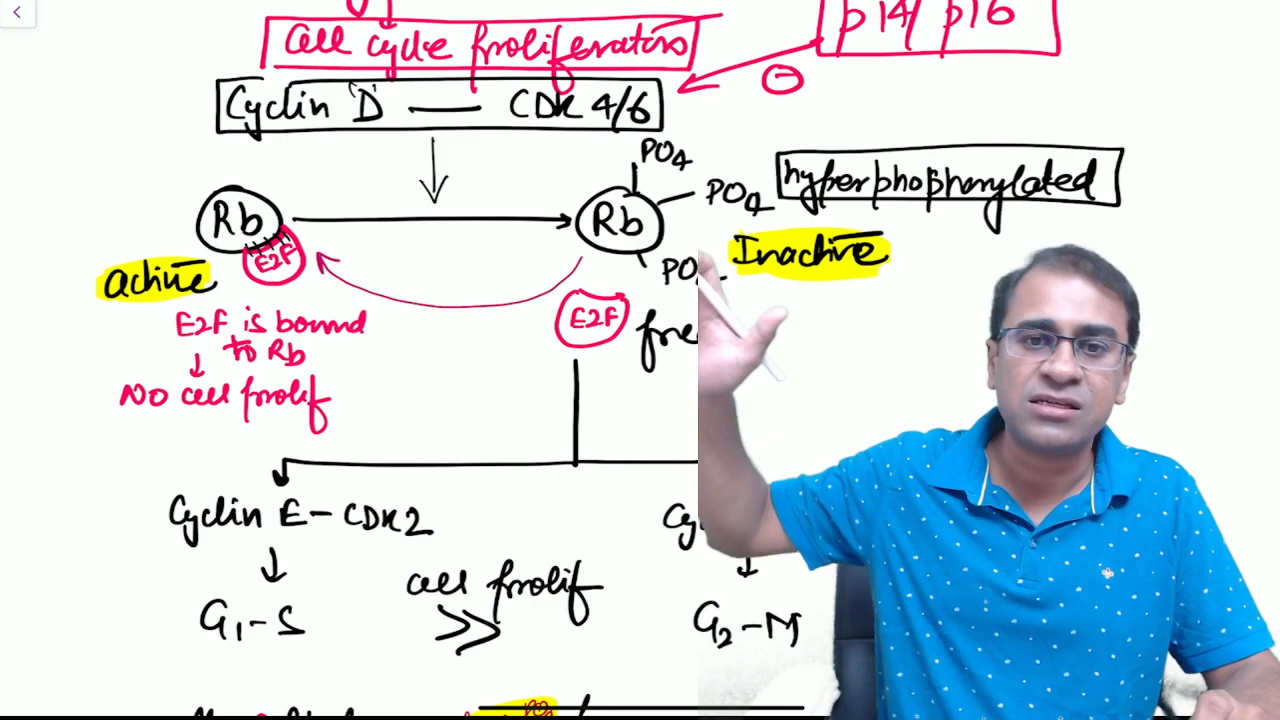 p14/ p16
Cell cycle proliferators
Cyclin 'D' — CDK 4/6
PO4
PO4
hyperphosphorylated
Rb
Rb
E2F
Inactive
Active
E2F is bound
to Rb
E2F
↓
NO cell prolif
Cyclin E - CDK2
↓
↓
cell prolif
G1-S
G2-M